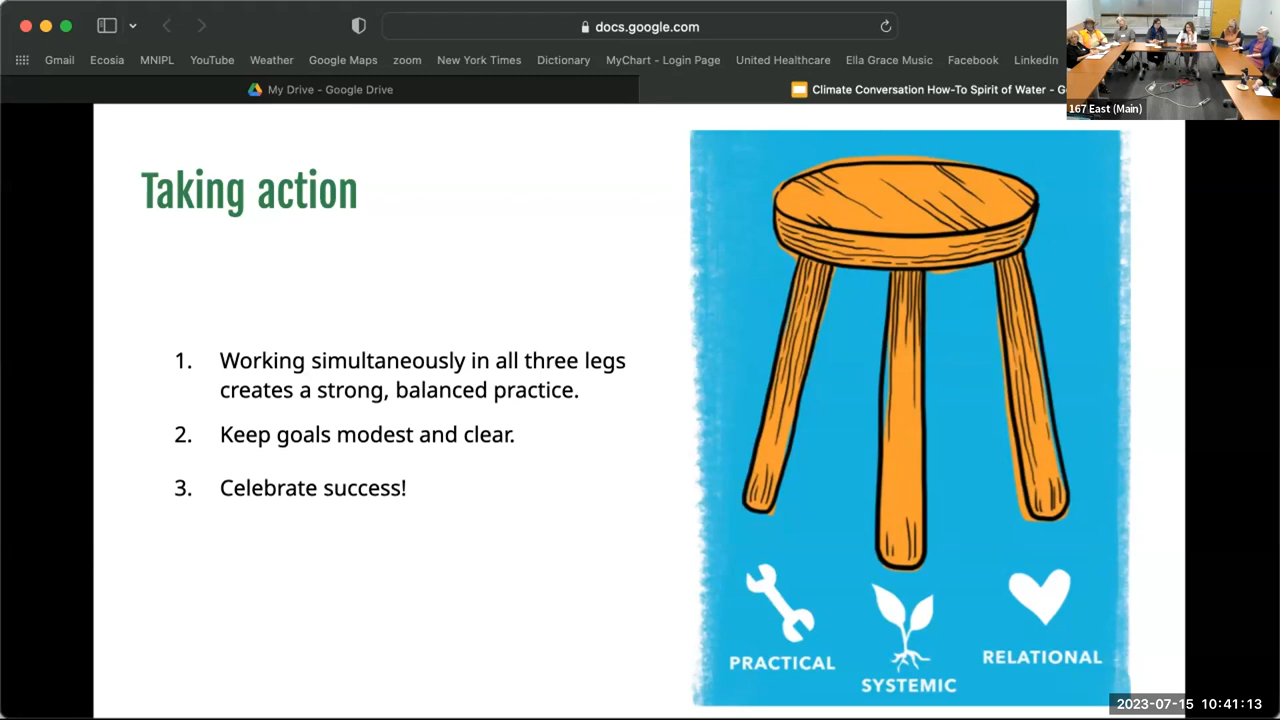 docs.google.com
Gmail Ecosia MNIPL YouTube Weather Google Maps zoom New York Times Dictionary MyChart - Login Page United Healthcare Ella Grace Music Facebook LinkedIn
My Drive - Google Drive
Climate Conversation How-To Spirit of Water - G
167 East (Main)
Taking action
1. Working simultaneously in all three legs
creates a strong, balanced practice.
2. Keep goals modest and clear.
3. Celebrate success!
PRACTICAL
SYSTEMIC
RELATIONAL
2023-07-15 10:41:13